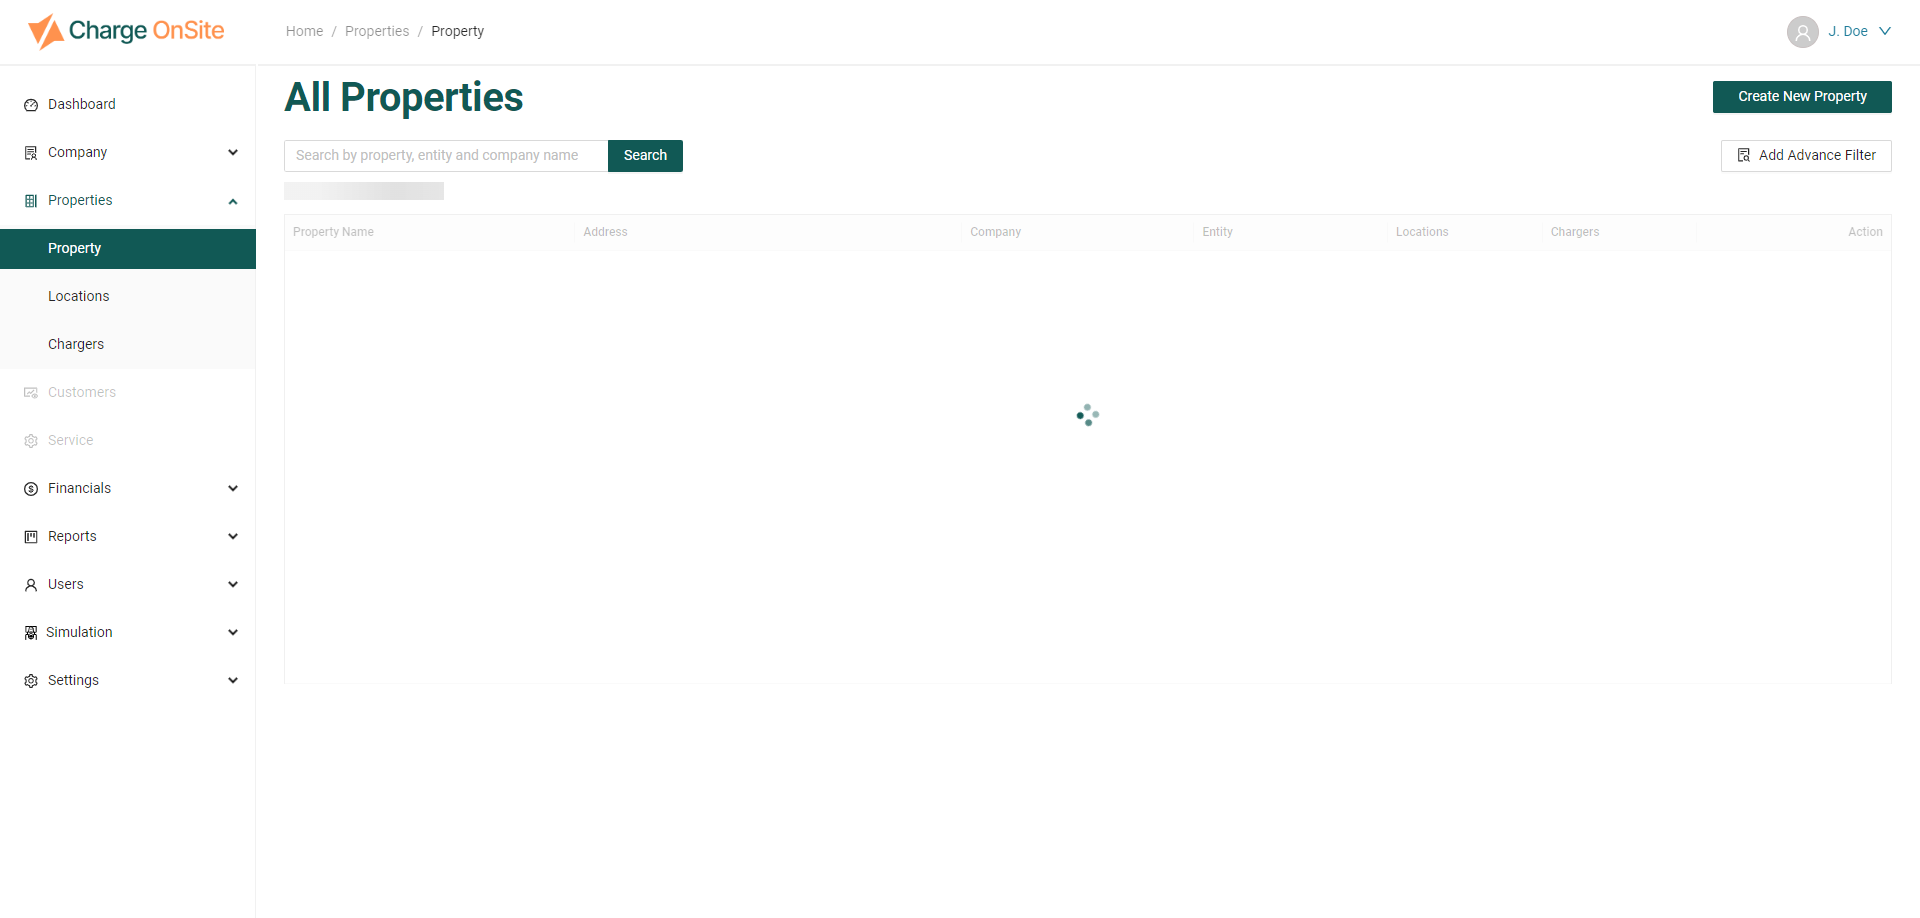 Charge OnSite
Home / Properties / Property
J. Doe
Dashboard
Company
Properties
Property
Locations
Chargers
Customers
Service
Financials
Reports
Users
Simulation
Settings
All Properties
Create New Property
Search by property, entity and company name
Search
Add Advance Filter
Property Name
Address
Company
Entity
Locations
Chargers
Action